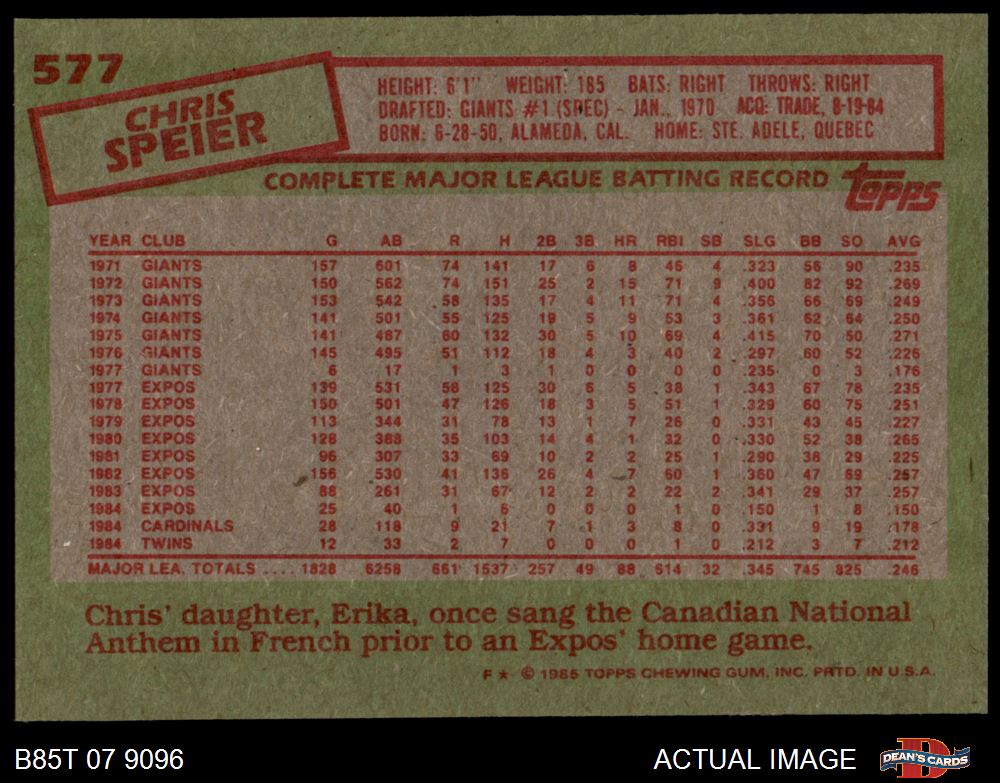 577
CHRIS
SPEIER
HEIGHT: 6'1" WEIGHT: 185 BATS: RIGHT THROWS: RIGHT
DRAFTED: GIANTS #1 (SPEC) - JAN., 1970 ACQ: TRADE, 8-19-84
BORN: 6-28-50, ALAMEDA, CAL. HOME: STE. ADELE, QUEBEC
COMPLETE MAJOR LEAGUE BATTING RECORD topps
YEAR CLUB G AB R H 2B 3B HR RBI SB SLG BB SO AVG
1971 GIANTS 157 601 74 141 17 6 8 46 4 .323 56 90 .235
1972 GIANTS 150 562 74 151 25 2 15 71 9 .400 82 92 .269
1973 GIANTS 153 542 58 135 17 4 11 71 4 .356 66 69 .249
1974 GIANTS 141 501 55 125 19 5 9 53 3 .361 62 64 .250
1975 GIANTS 141 487 60 132 30 5 10 69 4 .415 70 50 .271
1976 GIANTS 145 495 51 112 18 4 3 40 2 .297 60 52 .226
1977 GIANTS 6 17 1 3 1 0 0 0 0 .235 0 3 .176
1977 EXPOS 139 531 58 125 30 6 5 38 1 .343 67 78 .235
1978 EXPOS 150 501 47 126 18 3 5 51 1 .329 60 75 .251
1979 EXPOS 113 344 31 78 13 1 7 26 0 .331 43 45 .227
1980 EXPOS 128 388 35 103 14 4 1 32 0 .330 52 38 .265
1981 EXPOS 96 307 33 69 10 2 2 25 1 .290 38 29 .225
1982 EXPOS 156 530 41 136 26 4 7 60 1 .360 47 69 .257
1983 EXPOS 88 261 31 67 12 2 2 22 2 .341 29 37 .257
1984 EXPOS 25 40 1 6 0 0 0 1 0 .150 1 8 .150
1984 CARDINALS 28 118 9 21 7 1 3 8 0 .331 9 19 .178
1984 TWINS 12 33 2 7 0 0 0 1 0 .212 3 7 .212
MAJOR LEA. TOTALS .... 1828 6258 661 1537 257 49 88 614 32 .345 745 825 .246
Chris' daughter, Erika, once sang the Canadian National
Anthem in French prior to an Expos' home game.
F ★ © 1985 TOPPS CHEWING GUM, INC. PRTD. IN U.S.A.
B85T 07 9096 ACTUAL IMAGE DEAN'S CARDS